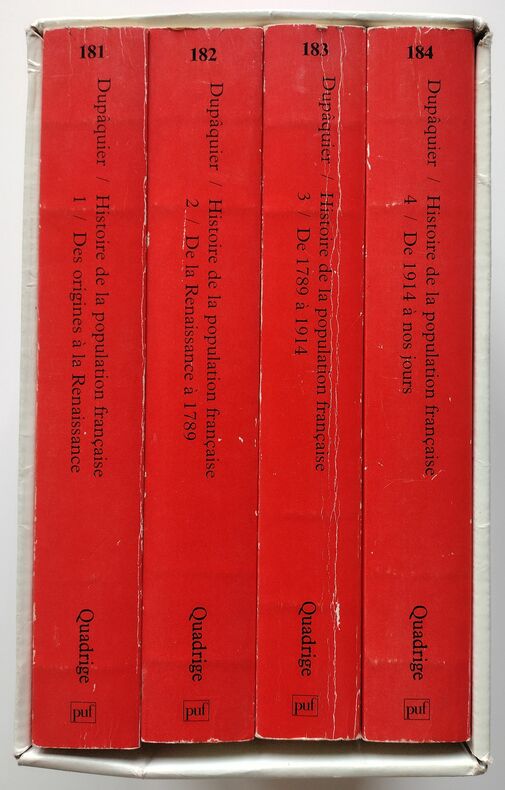 181
Dupâquier / Histoire de la population française
1 / Des origines à la Renaissance
Quadrige
puf
182
Dupâquier / Histoire de la population française
2 / De la Renaissance à 1789
Quadrige
puf
183
Dupâquier / Histoire de la population française
3 / De 1789 à 1914
Quadrige
puf
184
Dupâquier / Histoire de la population française
4 / De 1914 à nos jours
Quadrige
puf